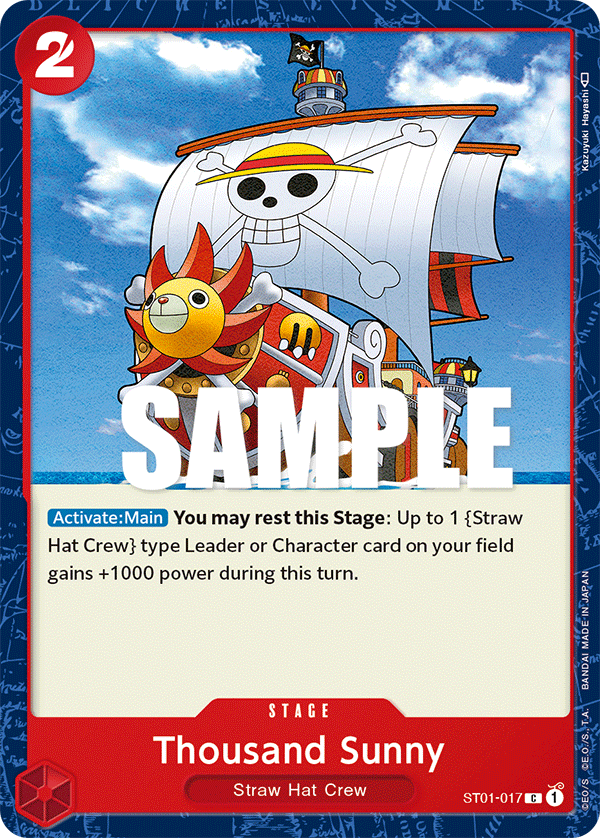 2
Kazuyuki Hayashi
SAMPLE
Activate:Main You may rest this Stage: Up to 1 {Straw
Hat Crew} type Leader or Character card on your field
gains +1000 power during this turn.
STAGE
Thousand Sunny
Straw Hat Crew
ST01-017 C 1
©EO/S ©E.O./S.,T.A. BANDAI MADE IN JAPAN